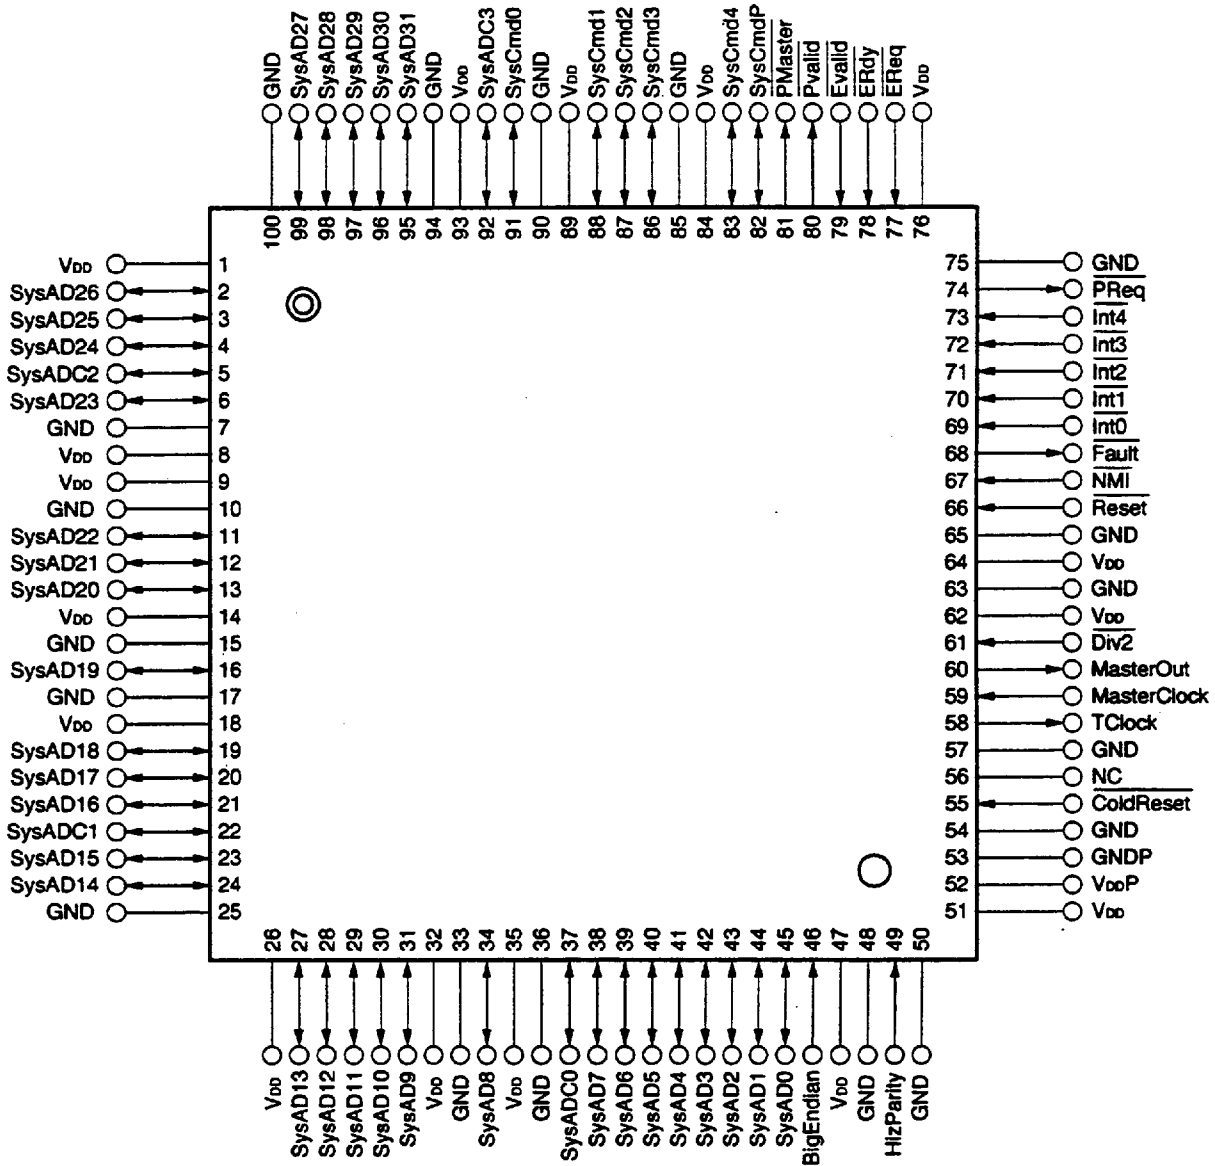 GND
SysAD27
SysAD28
SysAD29
SysAD30
SysAD31
GND
VDD
SysADC3
SysCmd0
GND
VDD
SysCmd1
SysCmd2
SysCmd3
GND
VDD
SysCmd4
SysCmdP
PMaster
Pvalid
Evalid
ERdy
EReq
VDD
100
99
98
97
96
95
94
93
92
91
90
89
88
87
86
85
84
83
82
81
80
79
78
77
76
VDD 1
SysAD26 2
SysAD25 3
SysAD24 4
SysADC2 5
SysAD23 6
GND 7
VDD 8
VDD 9
GND 10
SysAD22 11
SysAD21 12
SysAD20 13
VDD 14
GND 15
SysAD19 16
GND 17
VDD 18
SysAD18 19
SysAD17 20
SysAD16 21
SysADC1 22
SysAD15 23
SysAD14 24
GND 25
75 GND
74 PReq
73 Int4
72 Int3
71 Int2
70 Int1
69 Int0
68 Fault
67 NMI
66 Reset
65 GND
64 VDD
63 GND
62 VDD
61 Div2
60 MasterOut
59 MasterClock
58 TClock
57 GND
56 NC
55 ColdReset
54 GND
53 GNDP
52 VDDP
51 VDD
26
27
28
29
30
31
32
33
34
35
36
37
38
39
40
41
42
43
44
45
46
47
48
49
50
VDD
SysAD13
SysAD12
SysAD11
SysAD10
SysAD9
VDD
GND
SysAD8
VDD
GND
SysADC0
SysAD7
SysAD6
SysAD5
SysAD4
SysAD3
SysAD2
SysAD1
SysAD0
BigEndian
VDD
GND
HizParity
GND